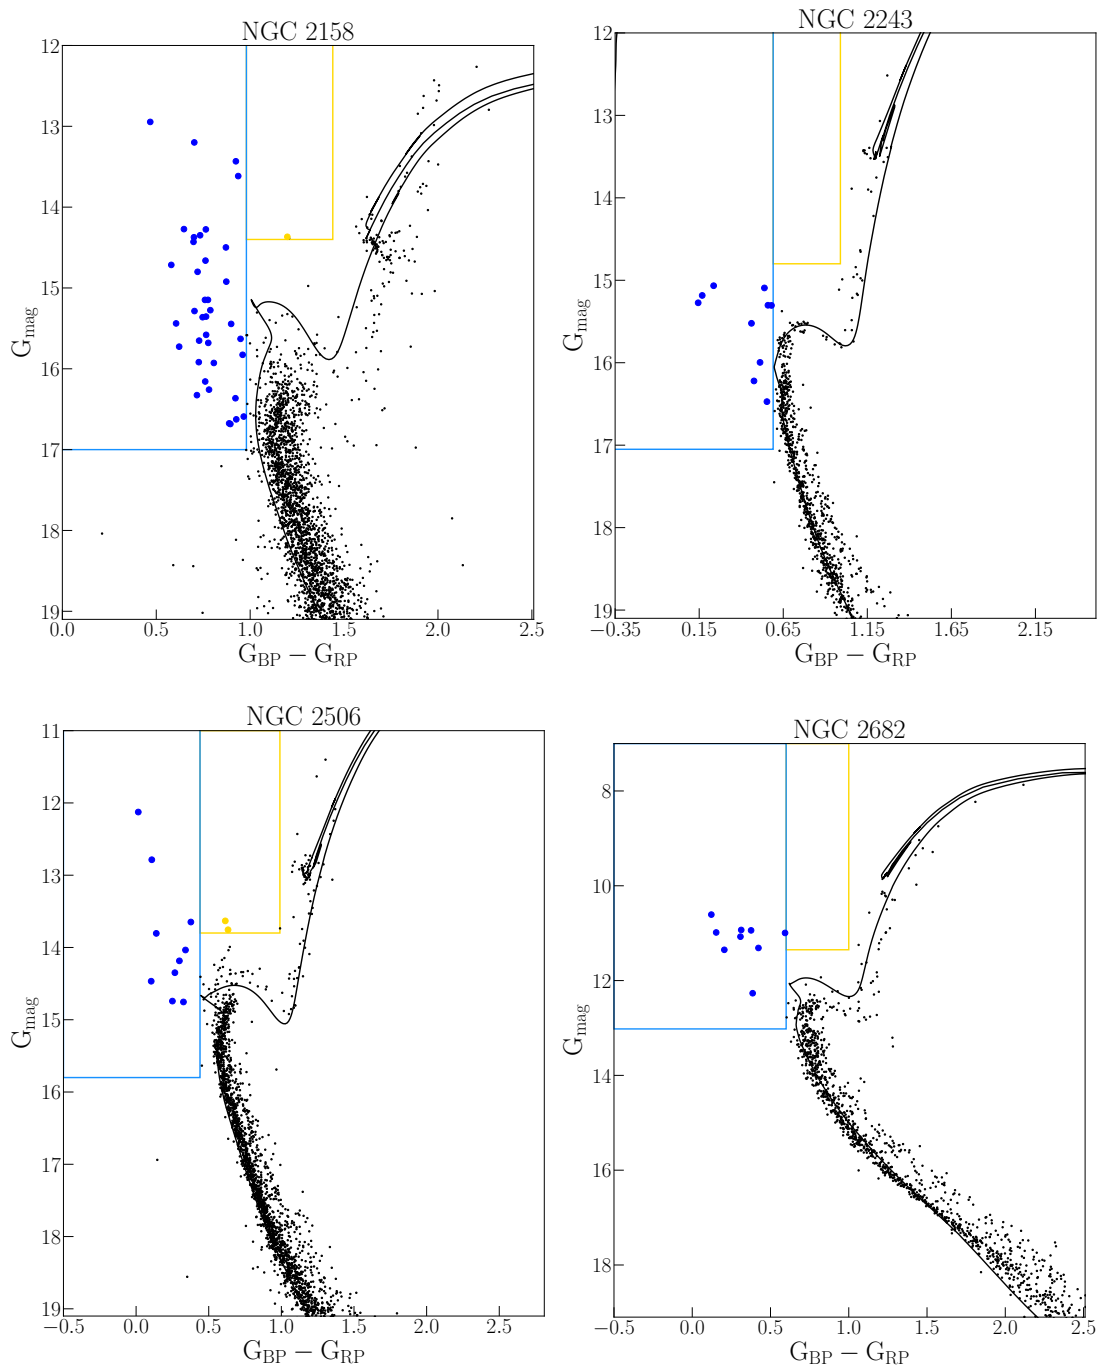 NGC 2158
12
13
14
15
16
17
18
19
G_mag
0.0 0.5 1.0 1.5 2.0 2.5
G_BP − G_RP
NGC 2243
12
13
14
15
16
17
18
19
G_mag
−0.35 0.15 0.65 1.15 1.65 2.15
G_BP − G_RP
NGC 2506
11
12
13
14
15
16
17
18
19
G_mag
−0.5 0.0 0.5 1.0 1.5 2.0 2.5
G_BP − G_RP
NGC 2682
8
10
12
14
16
18
G_mag
−0.5 0.0 0.5 1.0 1.5 2.0 2.5
G_BP − G_RP